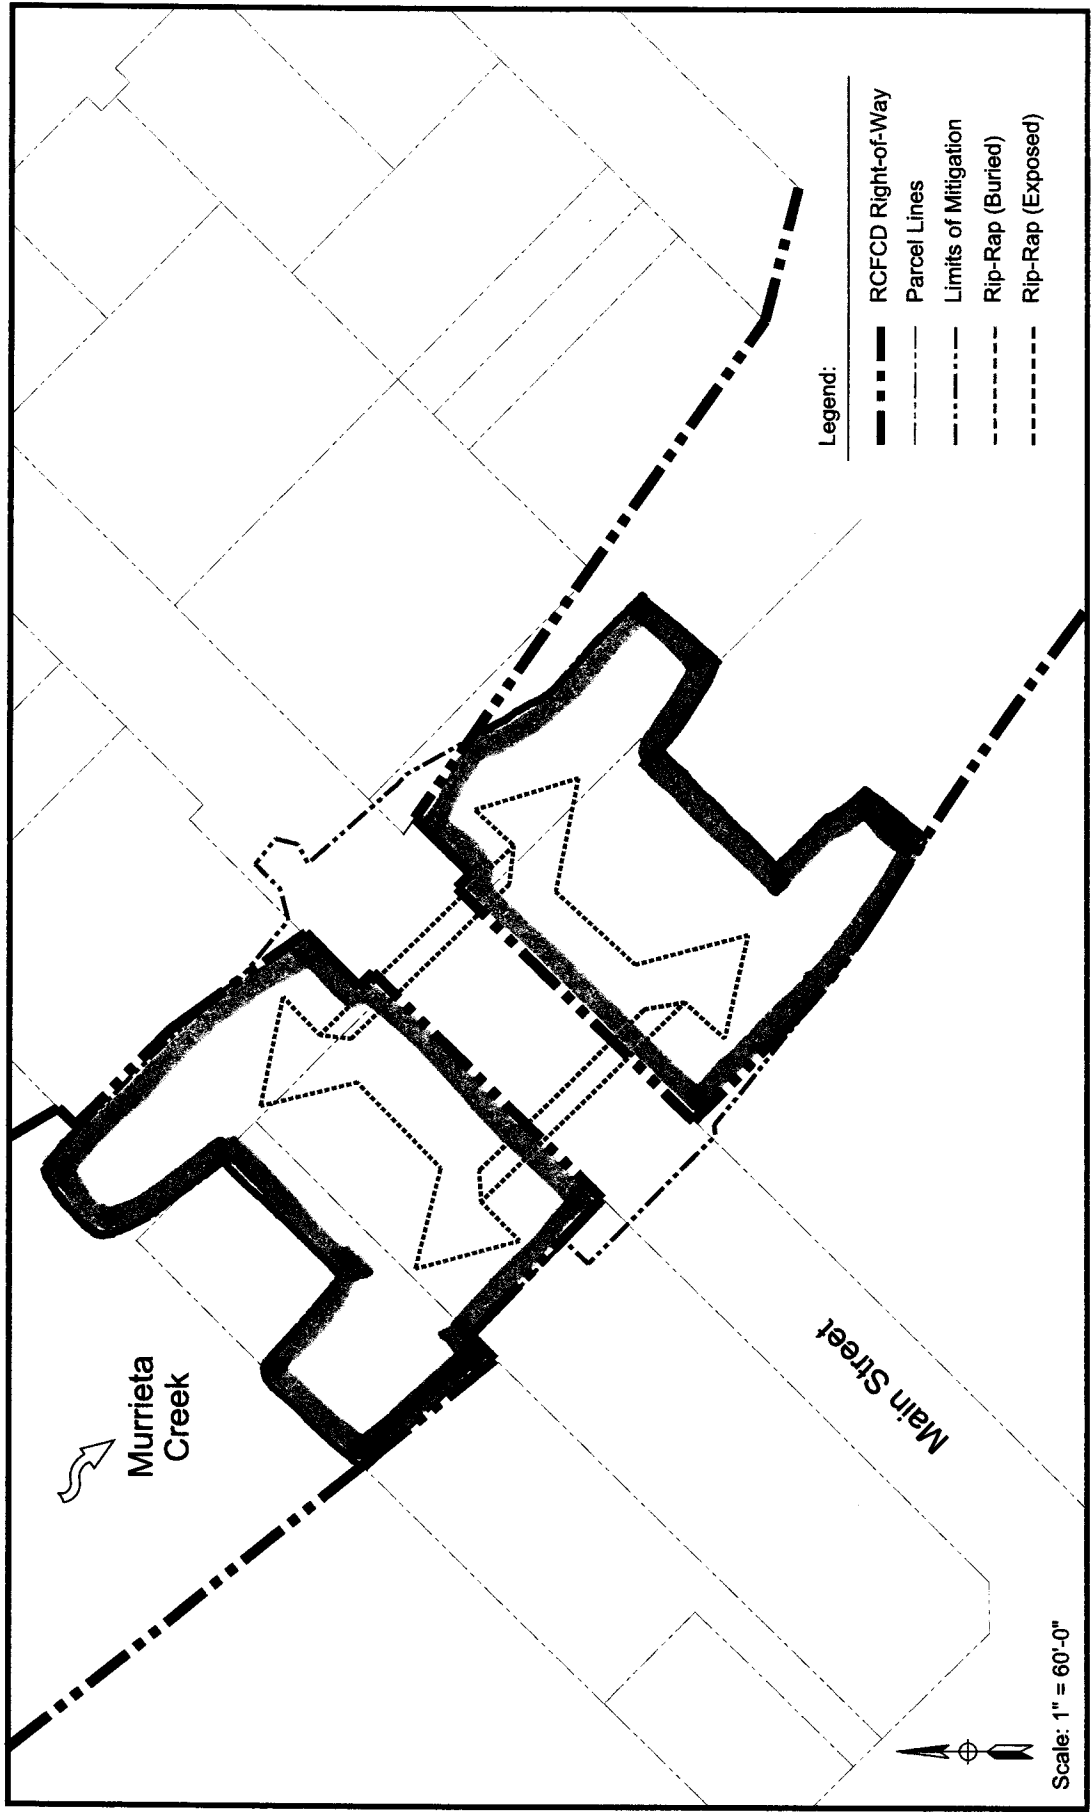 Murrieta
Creek
Main Street
Legend:
RCFCD Right-of-Way
Parcel Lines
Limits of Mitigation
Rip-Rap (Buried)
Rip-Rap (Exposed)
Scale: 1" = 60'-0"